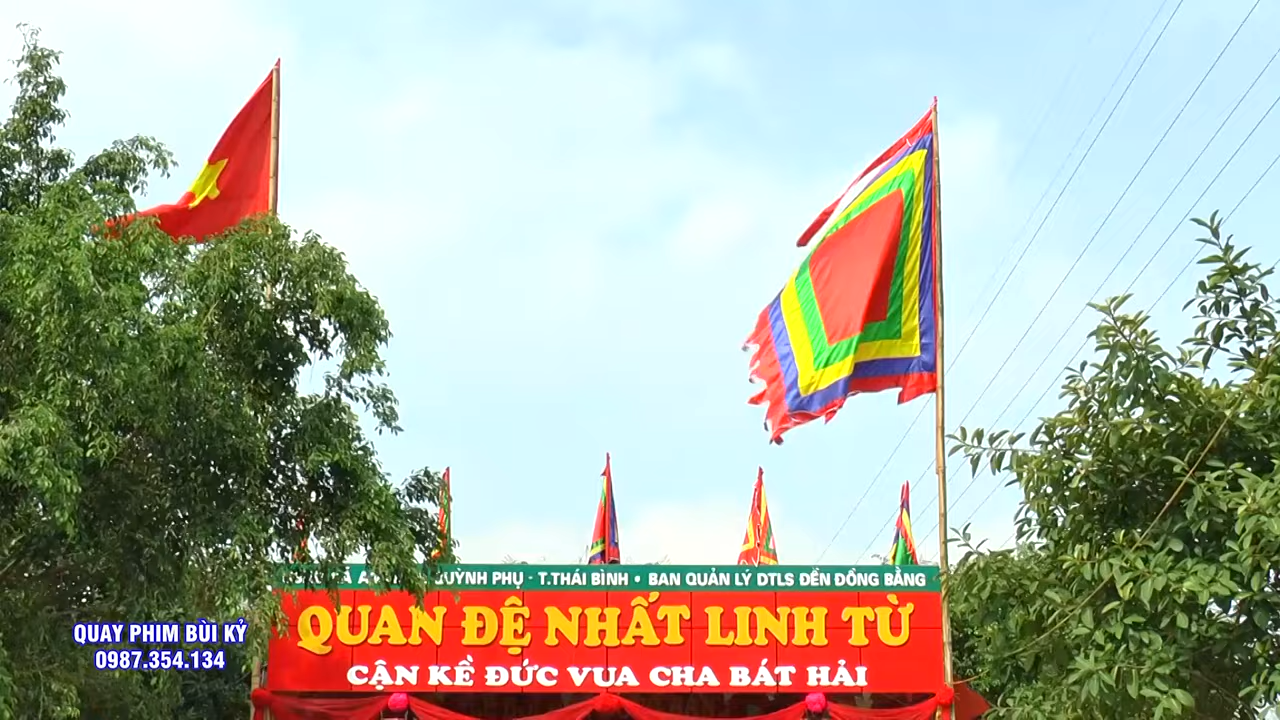 QUỲNH PHỤ - T.THÁI BÌNH • BAN QUẢN LÝ DTLS ĐỀN ĐỒNG BẰNG
QUAN ĐỆ NHẤT LINH TỪ
CẬN KỀ ĐỨC VUA CHA BÁT HẢI
QUAY PHIM BÙI KỶ
0987.354.134